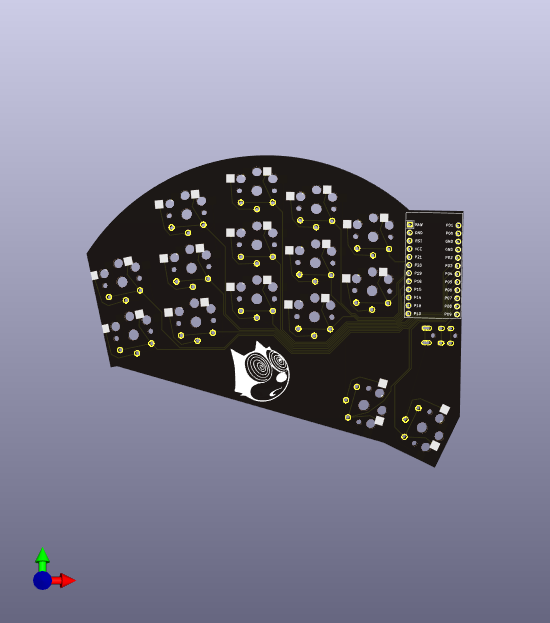 RAW P01
GND P00
RST GND
VCC GND
P21 P02
P20 P03
P19 P04
P18 P05
P15 P06
P14 P07
P16 P08
P10 P09